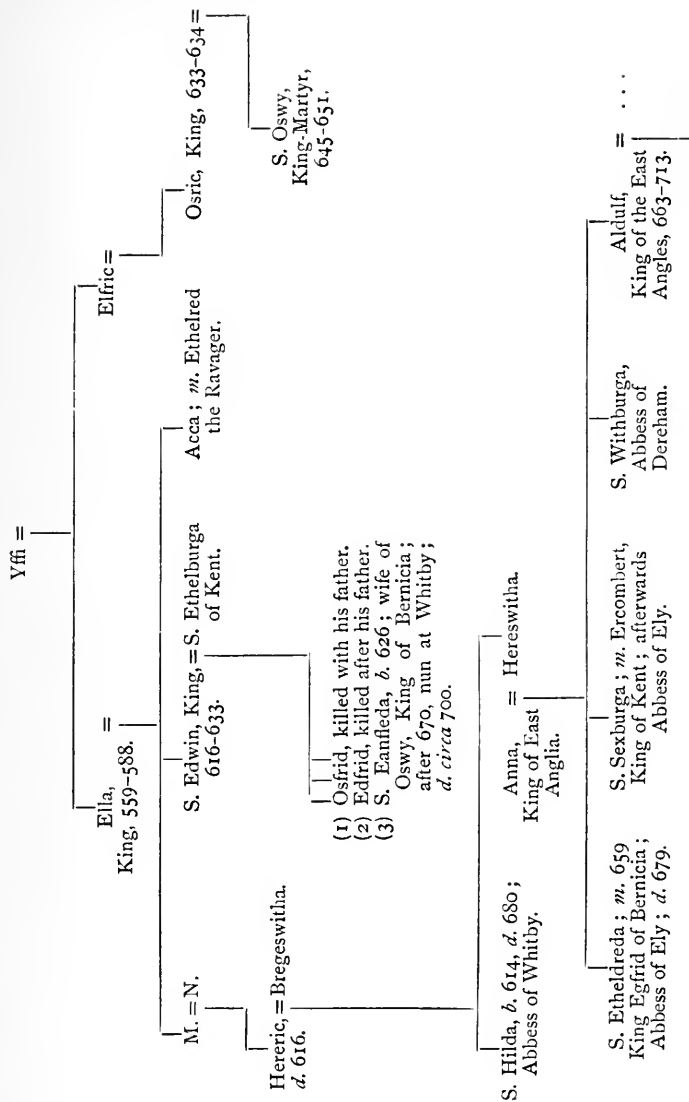 Yffi =
Ella, =
King, 559–588.
Elfric =
M. = N.
S. Edwin, King, = S. Ethelburga
616–633. of Kent.
Acca; m. Ethelred
the Ravager.
Osric, King, 633–634 =
Hereric, = Bregeswitha.
d. 616.
(1) Osfrid, killed with his father.
(2) Edfrid, killed after his father.
(3) S. Eanfleda, b. 626; wife of
Oswy, King of Bernicia;
after 670, nun at Whitby;
d. circa 700.
S. Oswy,
King-Martyr,
645–651.
S. Hilda, b. 614, d. 680;
Abbess of Whitby.
Anna, = Hereswitha.
King of East
Anglia.
S. Etheldreda; m. 659
King Egfrid of Bernicia;
Abbess of Ely; d. 679.
S. Sexburga; m. Ercombert,
King of Kent; afterwards
Abbess of Ely.
S. Withburga,
Abbess of
Dereham.
Aldulf, = ...
King of the East
Angles, 663–713.